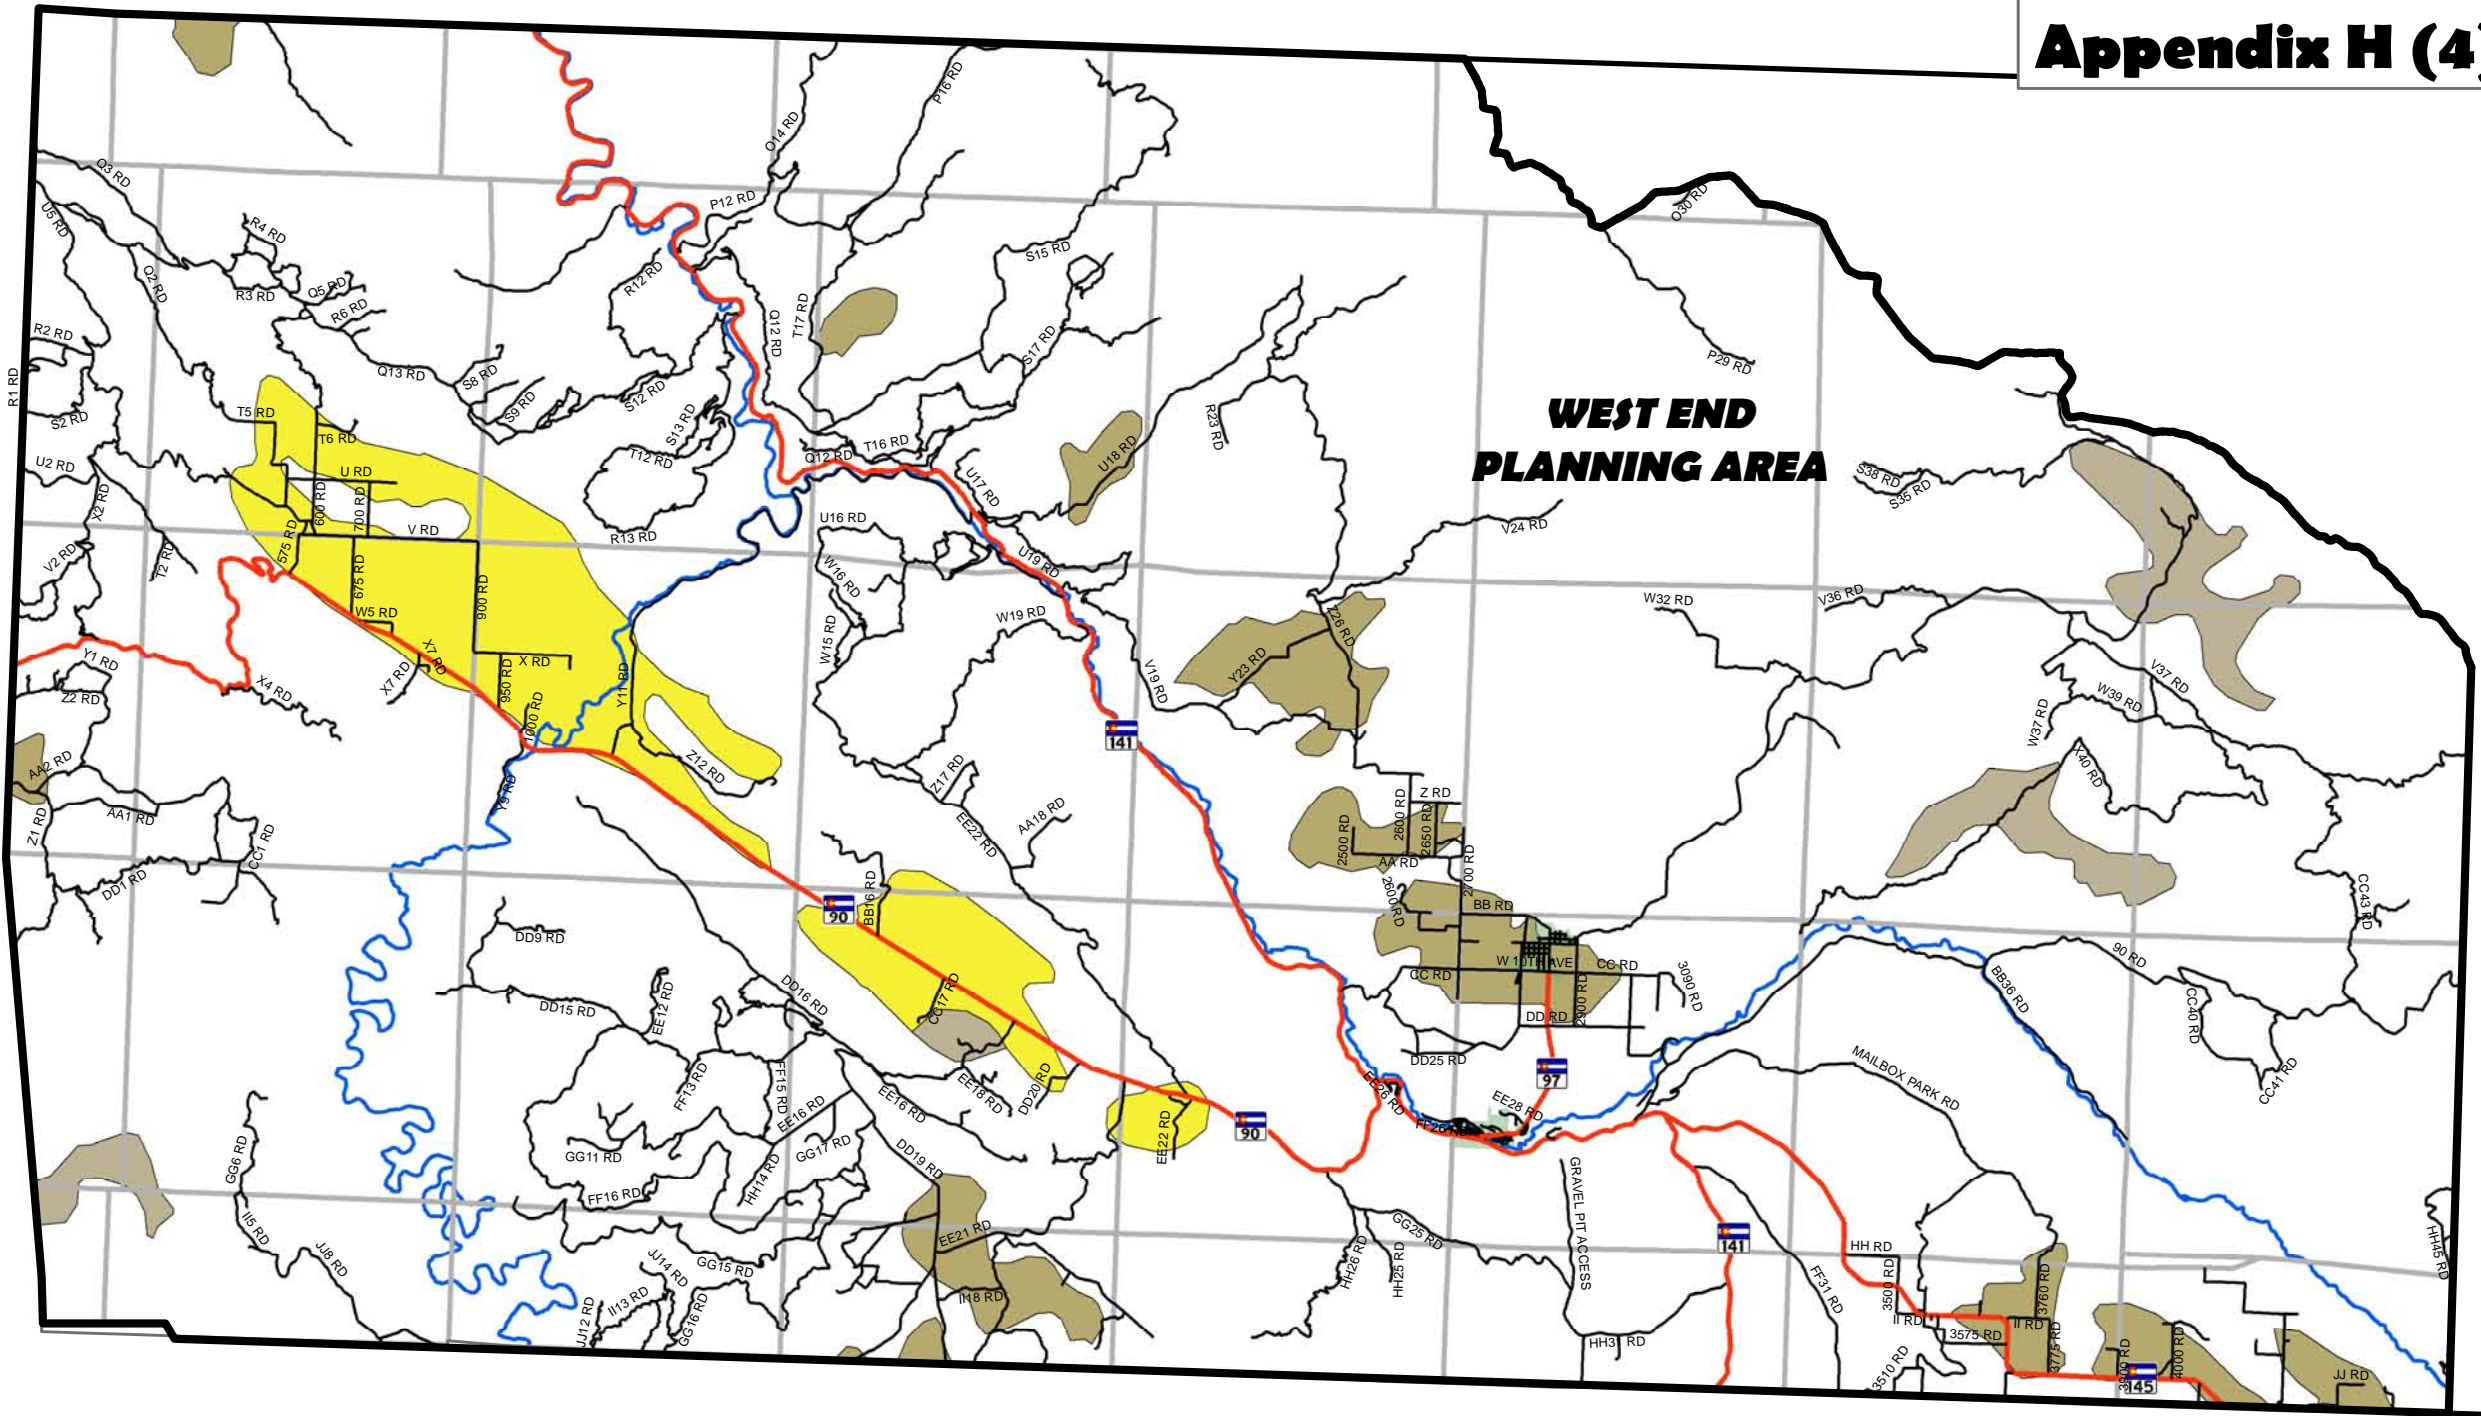 Appendix H (4)
WEST END
PLANNING AREA
Q3 RD
U5 RD
R4 RD
Q2 RD
R3 RD
Q5 RD
R6 RD
R2 RD
R1 RD
S2 RD
U2 RD
X2 RD
V2 RD
T2 RD
Q13 RD
S8 RD
S9 RD
S12 RD
S13 RD
T12 RD
R13 RD
R12 RD
P12 RD
O14 RD
P16 RD
Q12 RD
T17 RD
S15 RD
S17 RD
T16 RD
Q12 RD
U17 RD
U18 RD
R23 RD
U16 RD
W16 RD
W15 RD
U19 RD
W19 RD
V19 RD
O30 RD
P29 RD
V24 RD
S38 RD
S35 RD
W32 RD
V36 RD
V37 RD
W39 RD
W37 RD
X40 RD
T5 RD
T6 RD
U RD
600 RD
700 RD
V RD
575 RD
675 RD
W5 RD
900 RD
X7 RD
X7 RD
X RD
950 RD
1000 RD
Y11 RD
Z12 RD
Y9 RD
Y1 RD
Z2 RD
X4 RD
AA2 RD
Z1 RD
AA1 RD
CC1 RD
DD1 RD
Z26 RD
Y23 RD
141
Z RD
2600 RD
2650 RD
2500 RD
AA RD
2700 RD
2600 RD
BB RD
W 10TH AVE
CC RD
CC RD
2900 RD
3090 RD
DD RD
DD25 RD
97
EE28 RD
EE26 RD
FF26 RD
Z17 RD
EE22 RD
AA18 RD
90
BB16 RD
CC17 RD
DD20 RD
EE18 RD
EE22 RD
90
DD9 RD
DD15 RD
EE12 RD
DD16 RD
FF13 RD
FF15 RD
EE16 RD
EE16 RD
GG17 RD
DD19 RD
GG11 RD
HH14 RD
FF16 RD
GG15 RD
JJ14 RD
II13 RD
JJ12 RD
GG16 RD
EE21 RD
II18 RD
GG6 RD
II5 RD
JJ8 RD
HH26 RD
HH25 RD
GG25 RD
GRAVEL PIT ACCESS
HH31 RD
141
FF31 RD
MAILBOX PARK RD
BB36 RD
90 RD
CC43 RD
CC40 RD
CC41 RD
HH RD
3500 RD
II RD
3575 RD
II RD
3760 RD
3775 RD
3510 RD
3900 RD
145
4000 RD
JJ RD
HH45 RD